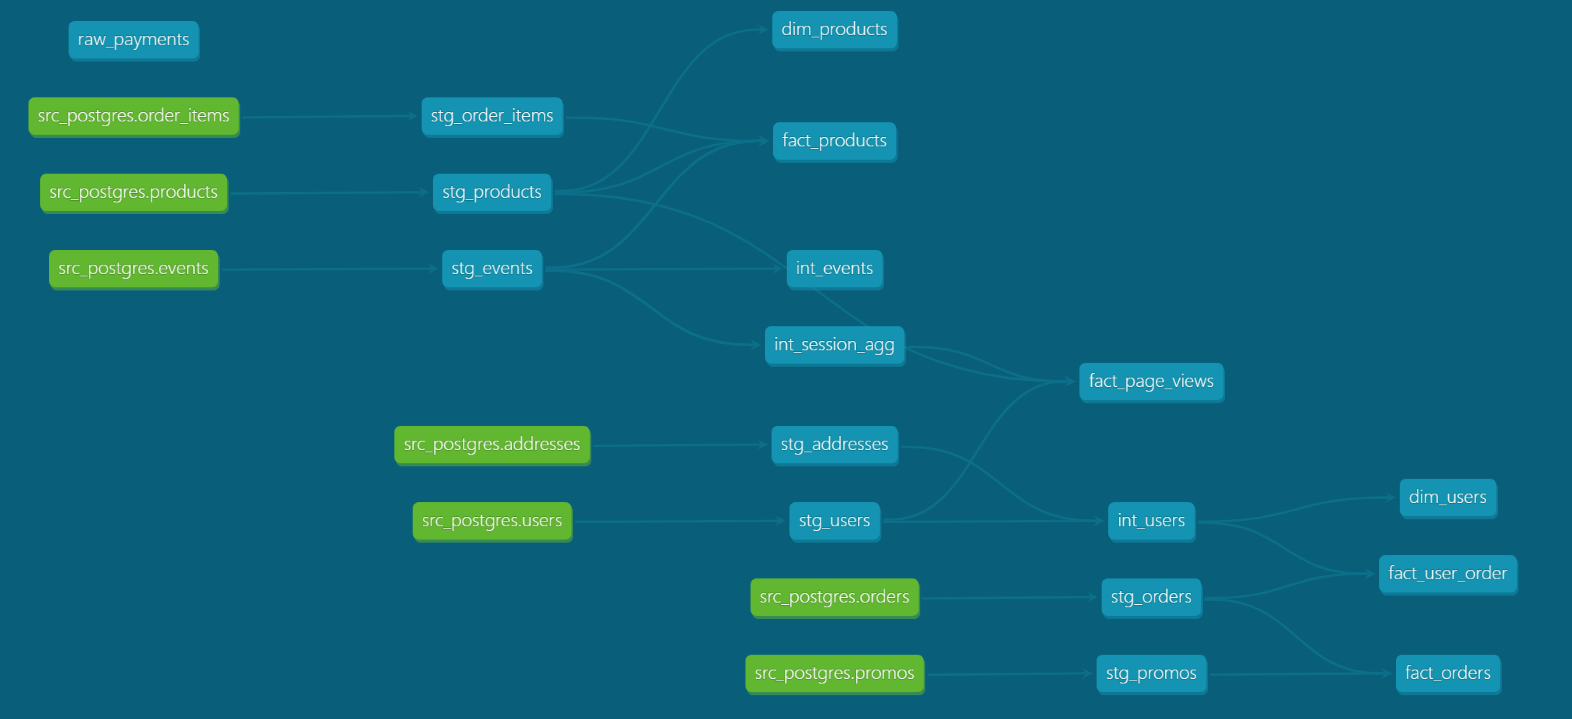 raw_payments
dim_products
src_postgres.order_items
stg_order_items
fact_products
src_postgres.products
stg_products
src_postgres.events
stg_events
int_events
int_session_agg
fact_page_views
src_postgres.addresses
stg_addresses
src_postgres.users
stg_users
int_users
dim_users
fact_user_order
src_postgres.orders
stg_orders
src_postgres.promos
stg_promos
fact_orders